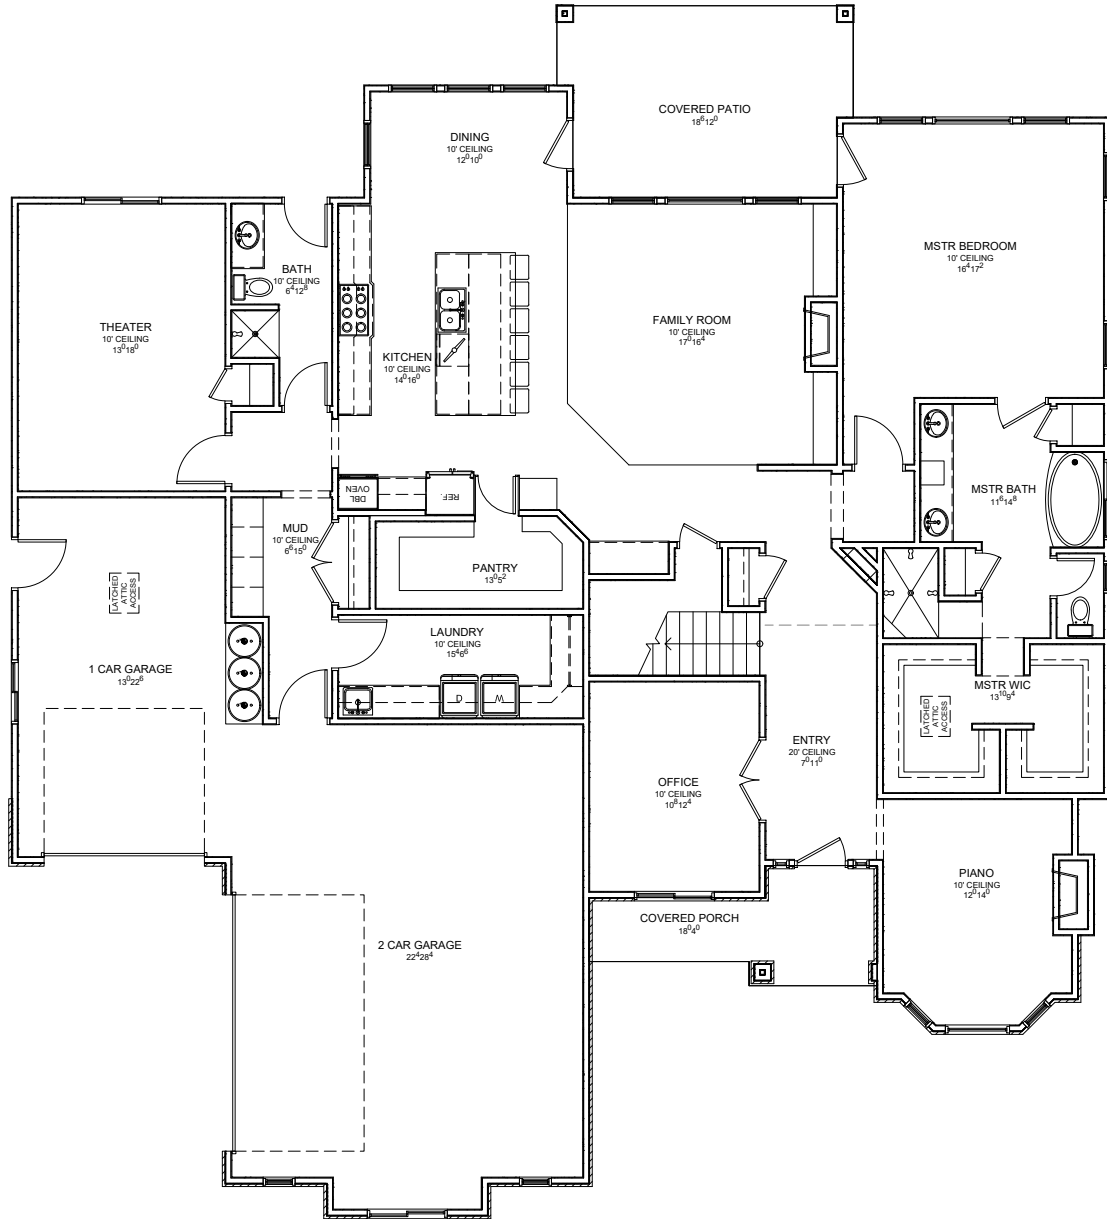 COVERED PATIO
18⁶12⁰
DINING
10' CEILING
12⁰10⁰
MSTR BEDROOM
10' CEILING
16⁴17²
BATH
10' CEILING
6⁴12⁸
THEATER
10' CEILING
13⁰18⁰
FAMILY ROOM
10' CEILING
17⁰16⁴
KITCHEN
10' CEILING
14⁰16⁰
DBL
OVEN
REF.
MSTR BATH
11⁶14⁸
MUD
10' CEILING
6⁶15⁰
PANTRY
13⁰5²
LATCHED
ATTIC
ACCESS
LAUNDRY
10' CEILING
15⁴6⁶
D
W
1 CAR GARAGE
13⁰22⁶
MSTR WIC
13¹⁰9⁴
LATCHED
ATTIC
ACCESS
ENTRY
20' CEILING
7⁰11⁰
OFFICE
10' CEILING
10⁸12⁴
PIANO
10' CEILING
12⁰14⁰
COVERED PORCH
18⁰4⁰
2 CAR GARAGE
22⁴28⁴